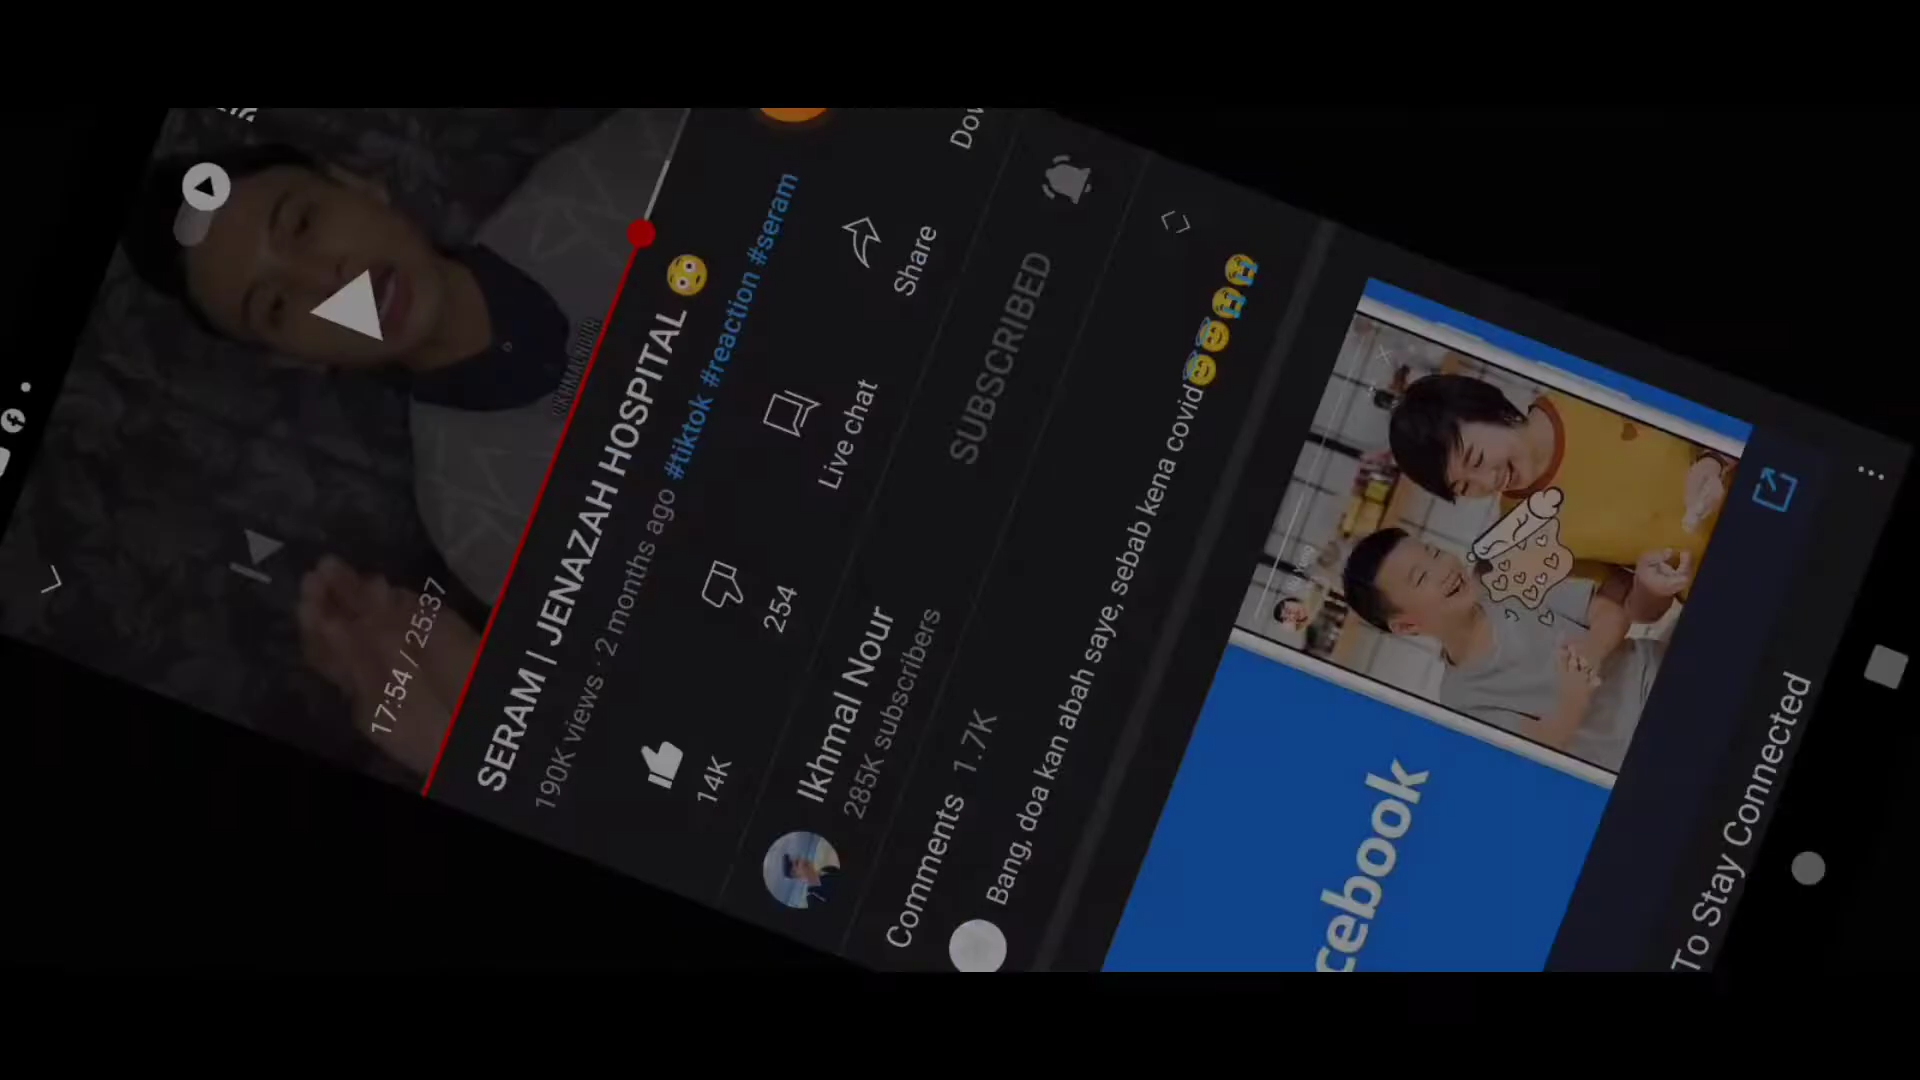 17:54 / 25:37
SERAM | JENAZAH HOSPITAL 😳
190K views · 2 months ago #tiktok #reaction #seram
14K
254
Live chat
Share
Dow
Ikhmal Nour
285K subscribers
SUBSCRIBED
Comments 1.7K
Bang, doa kan abah saye, sebab kena covid😅😅😭😭
cebook
To Stay Connected